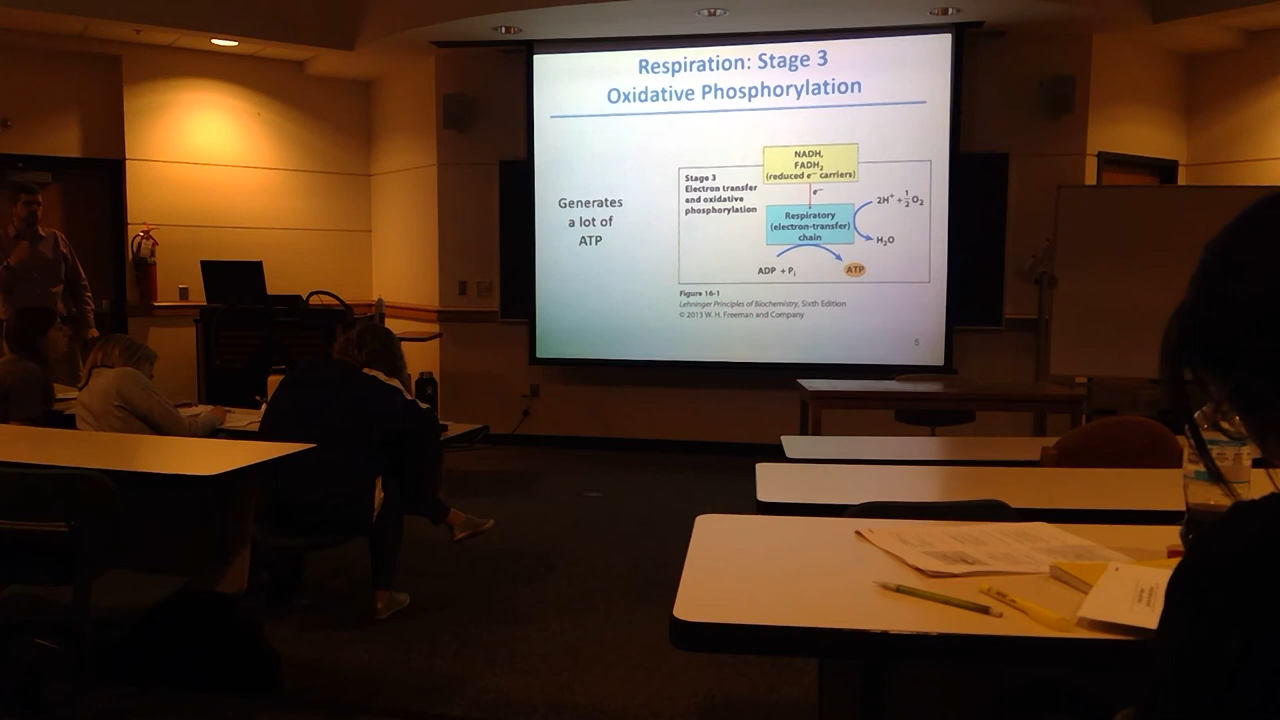 Respiration: Stage 3
Oxidative Phosphorylation
Generates
a lot of
ATP
Stage 3
Electron transfer
and oxidative
phosphorylation
NADH,
FADH₂
(reduced e⁻ carriers)
e⁻
Respiratory
(electron-transfer)
chain
2H⁺ + ½O₂
H₂O
ADP + Pᵢ
ATP
Figure 16-1
Lehninger Principles of Biochemistry, Sixth Edition
© 2013 W. H. Freeman and Company
5